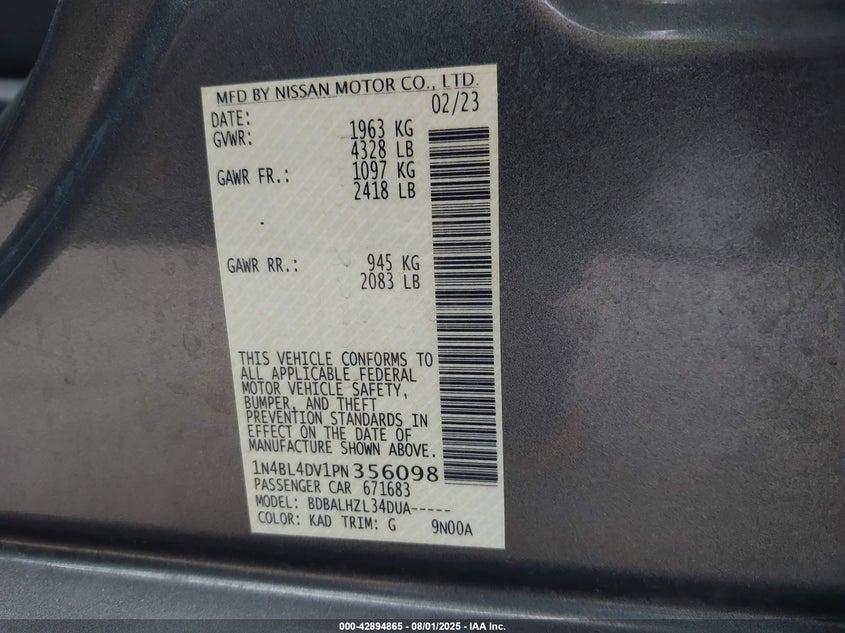 MFD BY NISSAN MOTOR CO., LTD.
DATE: 02/23
GVWR: 1963 KG
4328 LB
GAWR FR.: 1097 KG
2418 LB
GAWR RR.: 945 KG
2083 LB
THIS VEHICLE CONFORMS TO
ALL APPLICABLE FEDERAL
MOTOR VEHICLE SAFETY,
BUMPER, AND THEFT
PREVENTION STANDARDS IN
EFFECT ON THE DATE OF
MANUFACTURE SHOWN ABOVE.
1N4BL4DV1PN356098
PASSENGER CAR 671683
MODEL: BDBALHZL34DUA-----
COLOR: KAD TRIM: G 9N00A
000-42894865 - 08/01/2025 - IAA Inc.